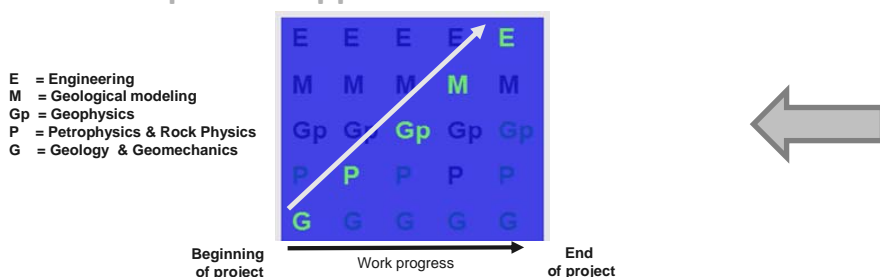 E = Engineering
M = Geological modeling
Gp = Geophysics
P = Petrophysics & Rock Physics
G = Geology & Geomechanics
E E E E E
M M M M M
Gp Gp Gp Gp Gp
P P P P P
G G G G G
Beginning
of project
Work progress
End
of project